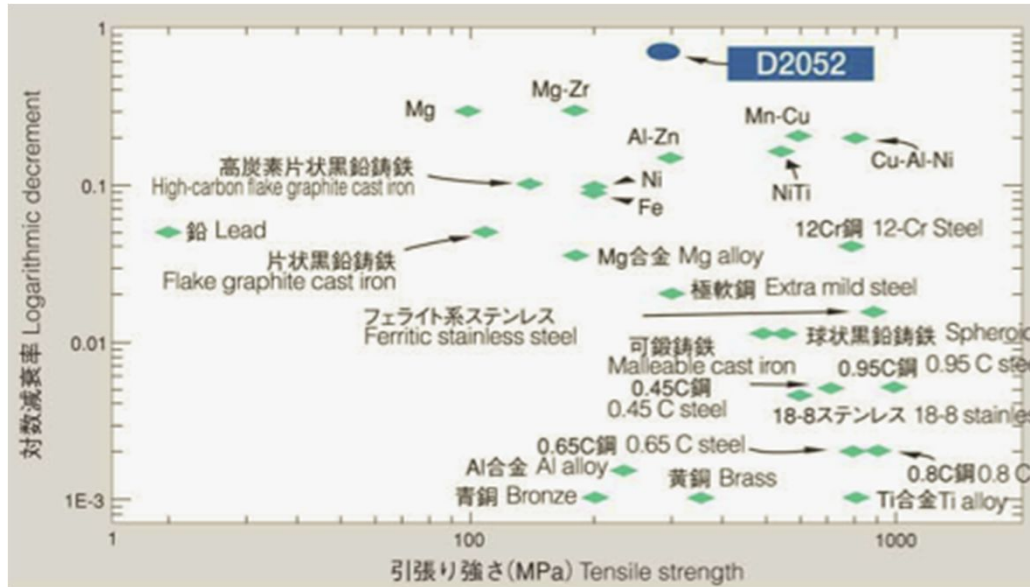 1
D2052
Mg-Zr
Mg
Mn-Cu
Al-Zn
Cu-Al-Ni
高炭素片状黒鉛鋳鉄
High-carbon flake graphite cast iron
Ni
NiTi
0.1
Fe
12Cr鋼 12-Cr Steel
鉛 Lead
片状黒鉛鋳鉄
Flake graphite cast iron
Mg合金 Mg alloy
極軟鋼 Extra mild steel
フェライト系ステンレス
Ferritic stainless steel
球状黒鉛鋳鉄 Spheroid
0.01
可鍛鋳鉄
Malleable cast iron
0.95C鋼 0.95 C stee
0.45C鋼
0.45 C steel
18-8ステンレス 18-8 stainles
0.65C鋼 0.65 C steel
Al合金 Al alloy
黄銅 Brass
0.8C鋼 0.8 C
1E-3
青銅 Bronze
Ti合金 Ti alloy
1
100
1000
対数減衰率 Logarithmic decrement
引張り強さ(MPa) Tensile strength